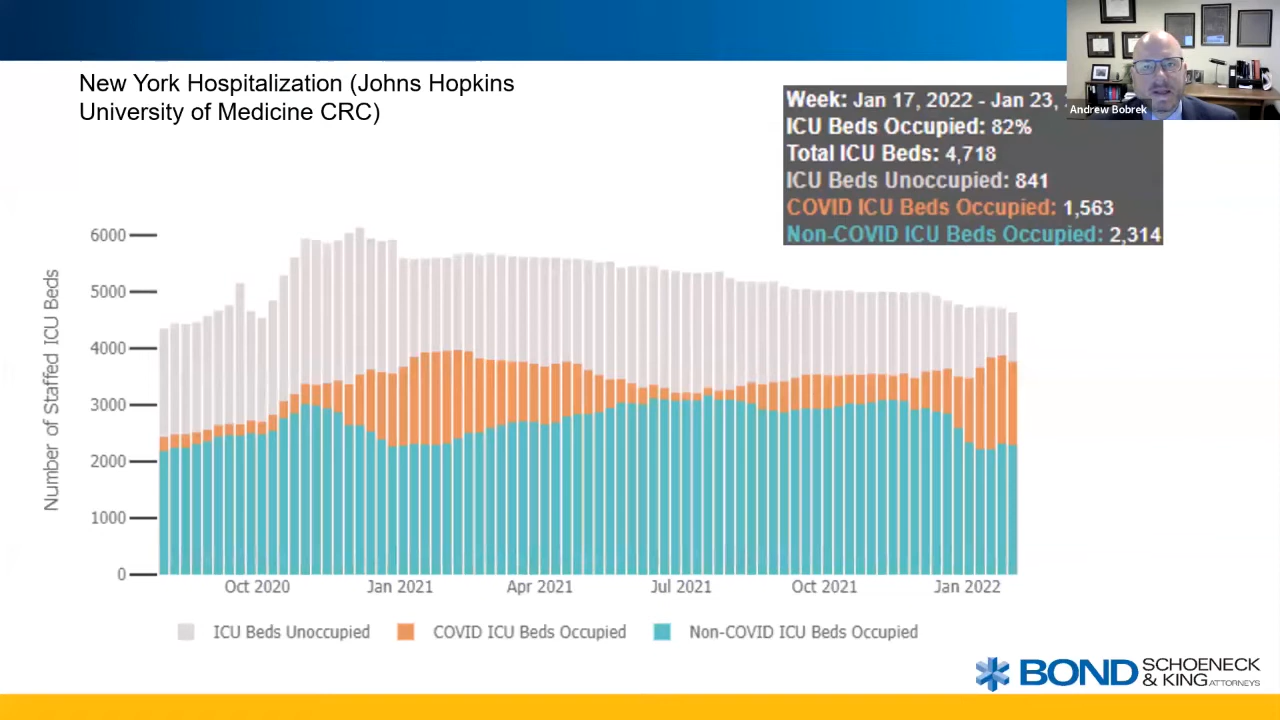 New York Hospitalization (Johns Hopkins
University of Medicine CRC)
Andrew Bobrek
Week: Jan 17, 2022 - Jan 23,
ICU Beds Occupied: 82%
Total ICU Beds: 4,718
ICU Beds Unoccupied: 841
COVID ICU Beds Occupied: 1,563
Non-COVID ICU Beds Occupied: 2,314
Number of Staffed ICU Beds
6000
5000
4000
3000
2000
1000
0
Oct 2020 Jan 2021 Apr 2021 Jul 2021 Oct 2021 Jan 2022
ICU Beds Unoccupied COVID ICU Beds Occupied Non-COVID ICU Beds Occupied
BOND SCHOENECK
& KING ATTORNEYS